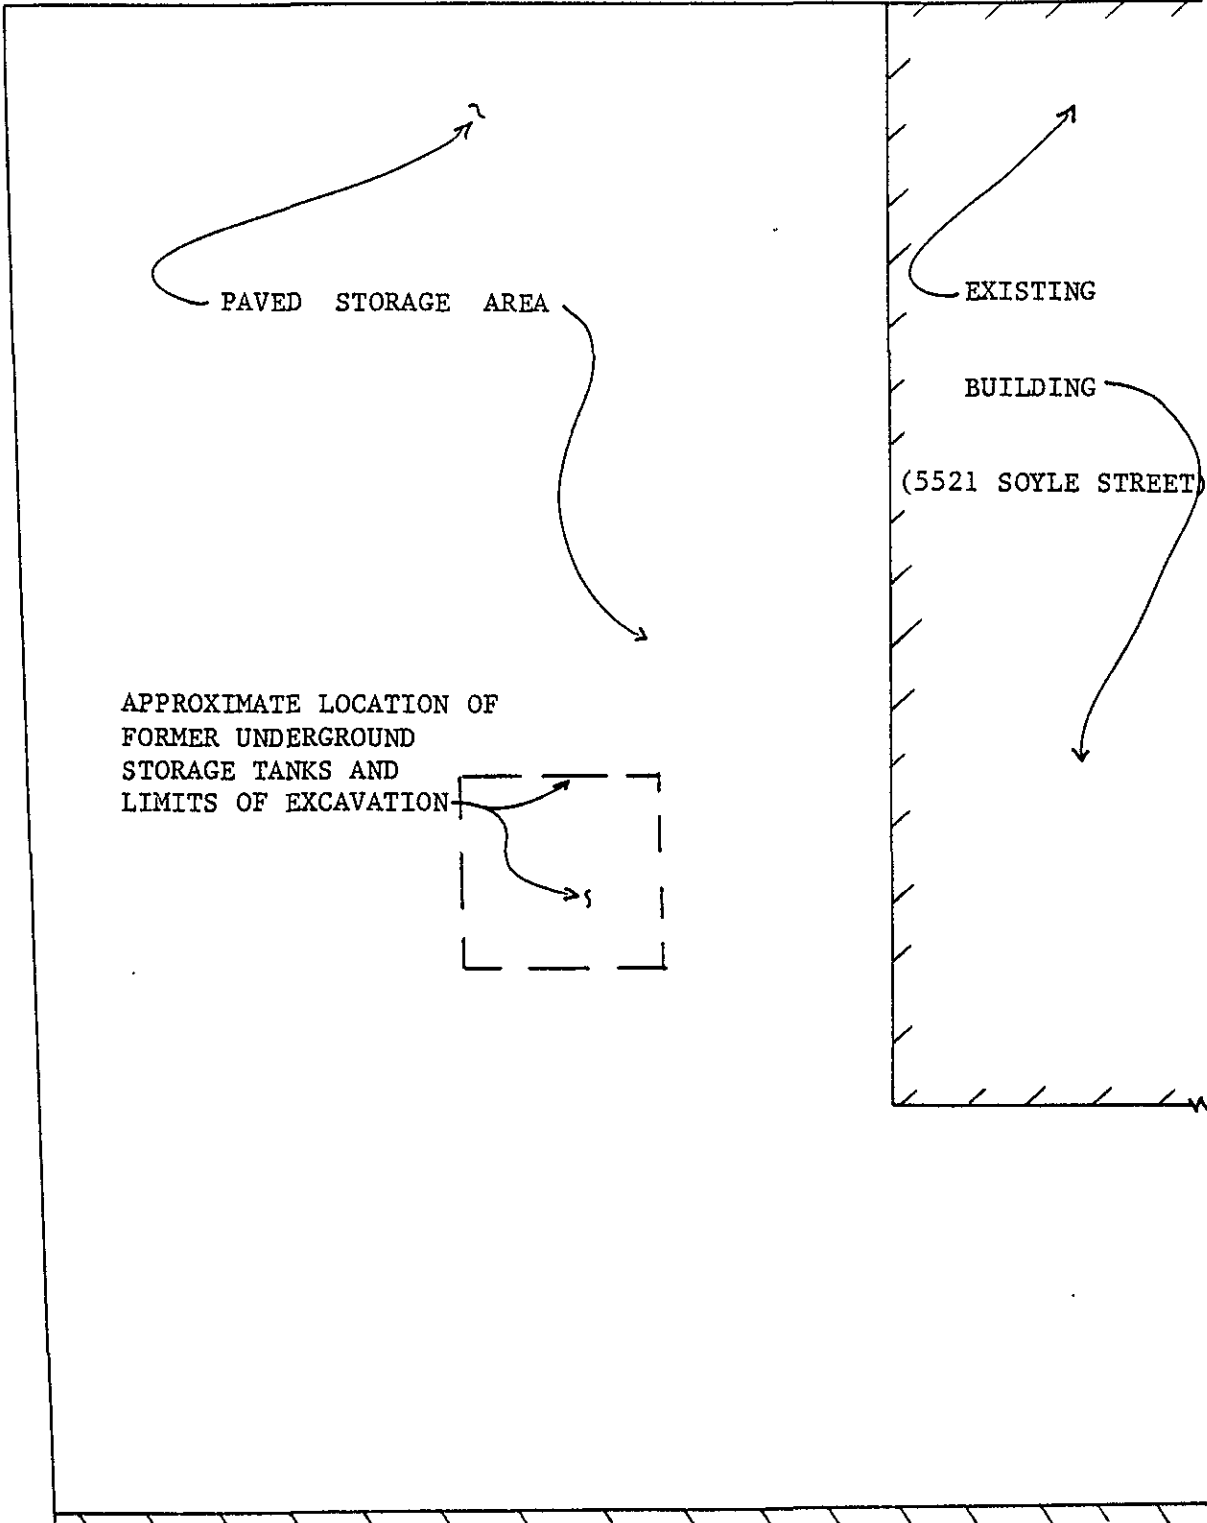 PAVED STORAGE AREA
EXISTING
BUILDING
(5521 SOYLE STREET)
APPROXIMATE LOCATION OF
FORMER UNDERGROUND
STORAGE TANKS AND
LIMITS OF EXCAVATION